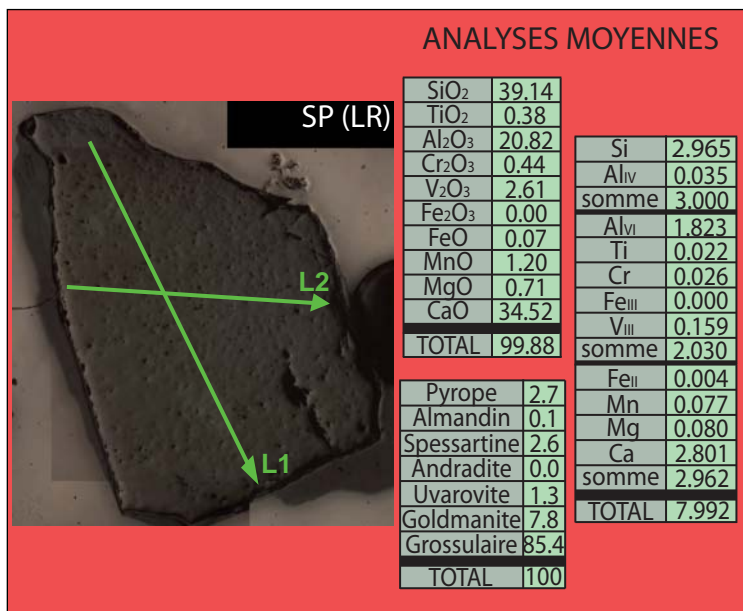 ANALYSES MOYENNES
SP (LR)
L2
L1
SiO₂ 39.14
TiO₂ 0.38
Al₂O₃ 20.82
Cr₂O₃ 0.44
V₂O₃ 2.61
Fe₂O₃ 0.00
FeO 0.07
MnO 1.20
MgO 0.71
CaO 34.52
TOTAL 99.88
Pyrope 2.7
Almandin 0.1
Spessartine 2.6
Andradite 0.0
Uvarovite 1.3
Goldmanite 7.8
Grossulaire 85.4
TOTAL 100
Si 2.965
AlIV 0.035
somme 3.000
AlVI 1.823
Ti 0.022
Cr 0.026
FeIII 0.000
VIII 0.159
somme 2.030
FeII 0.004
Mn 0.077
Mg 0.080
Ca 2.801
somme 2.962
TOTAL 7.992